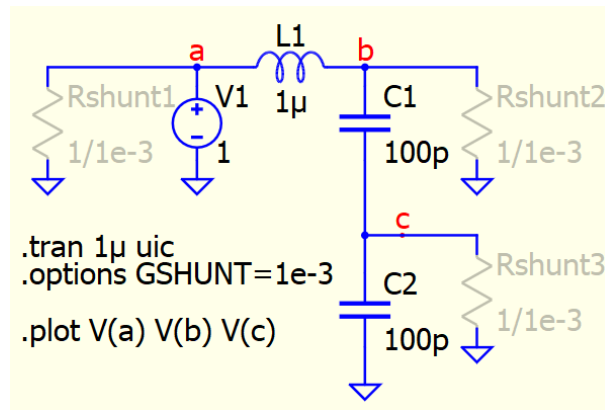 L1
a
b
Rshunt1
V1
1µ
C1
Rshunt2
1/1e-3
1
100p
1/1e-3
c
.tran 1µ uic
.options GSHUNT=1e-3
C2
Rshunt3
.plot V(a) V(b) V(c)
100p
1/1e-3